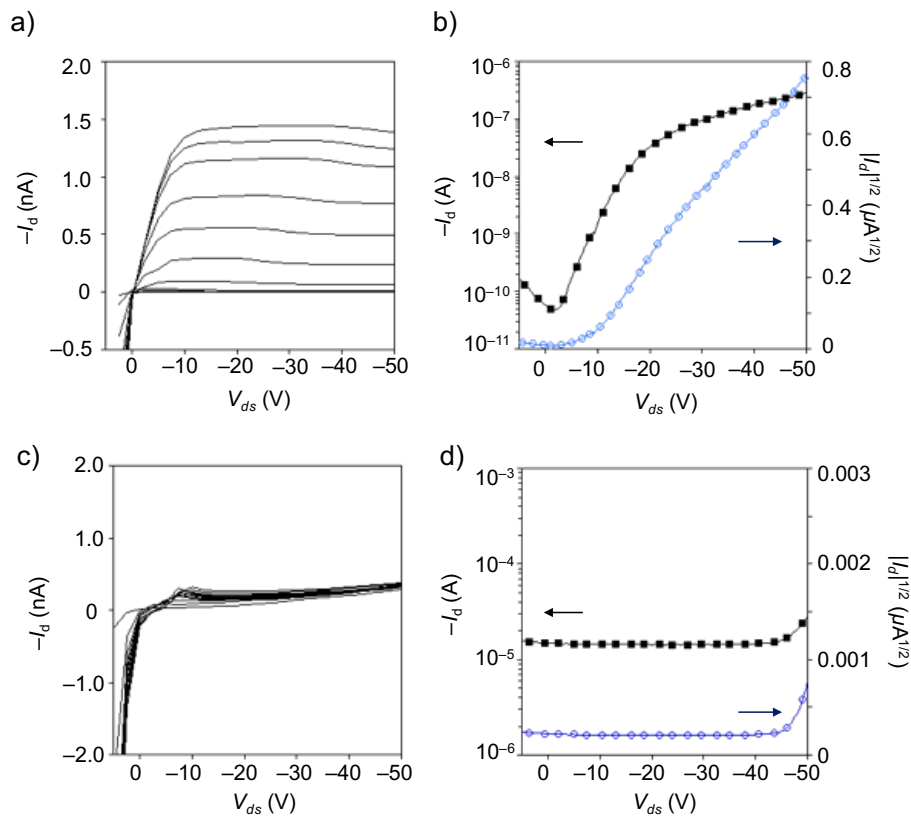 a)
2.0
1.5
1.0
0.5
0
–0.5
–I_d (nA)
0 –10 –20 –30 –40 –50
V_ds (V)
b)
10⁻⁶
10⁻⁷
10⁻⁸
10⁻⁹
10⁻¹⁰
10⁻¹¹
–I_d (A)
0.8
0.6
0.4
0.2
0
|I_d|^1/2 (μA^1/2)
0 –10 –20 –30 –40 –50
V_ds (V)
c)
2.0
1.0
0
–1.0
–2.0
–I_d (nA)
0 –10 –20 –30 –40 –50
V_ds (V)
d)
10⁻³
10⁻⁴
10⁻⁵
10⁻⁶
–I_d (A)
0.003
0.002
0.001
0
|I_d|^1/2 (μA^1/2)
0 –10 –20 –30 –40 –50
V_ds (V)